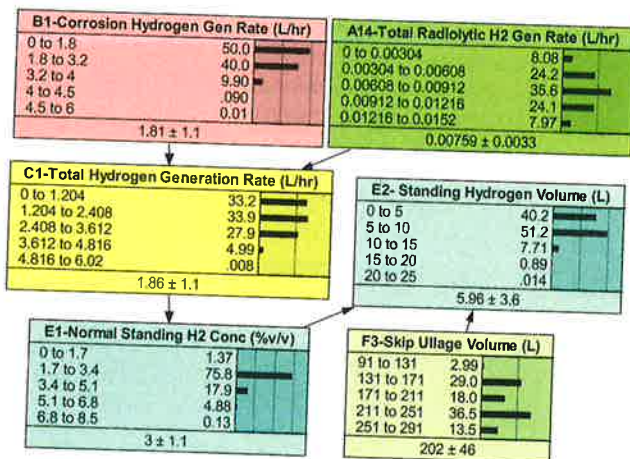 B1-Corrosion Hydrogen Gen Rate (L/hr)
0 to 1.8 50.0
1.8 to 3.2 40.0
3.2 to 4 9.90
4 to 4.5 .090
4.5 to 6 0.01
1.81 ± 1.1
A14-Total Radiolytic H2 Gen Rate (L/hr)
0 to 0.00304 8.08
0.00304 to 0.00608 24.2
0.00608 to 0.00912 35.6
0.00912 to 0.01216 24.1
0.01216 to 0.0152 7.97
0.00759 ± 0.0033
C1-Total Hydrogen Generation Rate (L/hr)
0 to 1.204 33.2
1.204 to 2.408 33.9
2.408 to 3.612 27.9
3.612 to 4.816 4.99
4.816 to 6.02 .008
1.86 ± 1.1
E2- Standing Hydrogen Volume (L)
0 to 5 40.2
5 to 10 51.2
10 to 15 7.71
15 to 20 0.89
20 to 25 .014
5.96 ± 3.6
E1-Normal Standing H2 Conc (%v/v)
0 to 1.7 1.37
1.7 to 3.4 75.8
3.4 to 5.1 17.9
5.1 to 6.8 4.88
6.8 to 8.5 0.13
3 ± 1.1
F3-Skip Ullage Volume (L)
91 to 131 2.99
131 to 171 29.0
171 to 211 18.0
211 to 251 36.5
251 to 291 13.5
202 ± 46